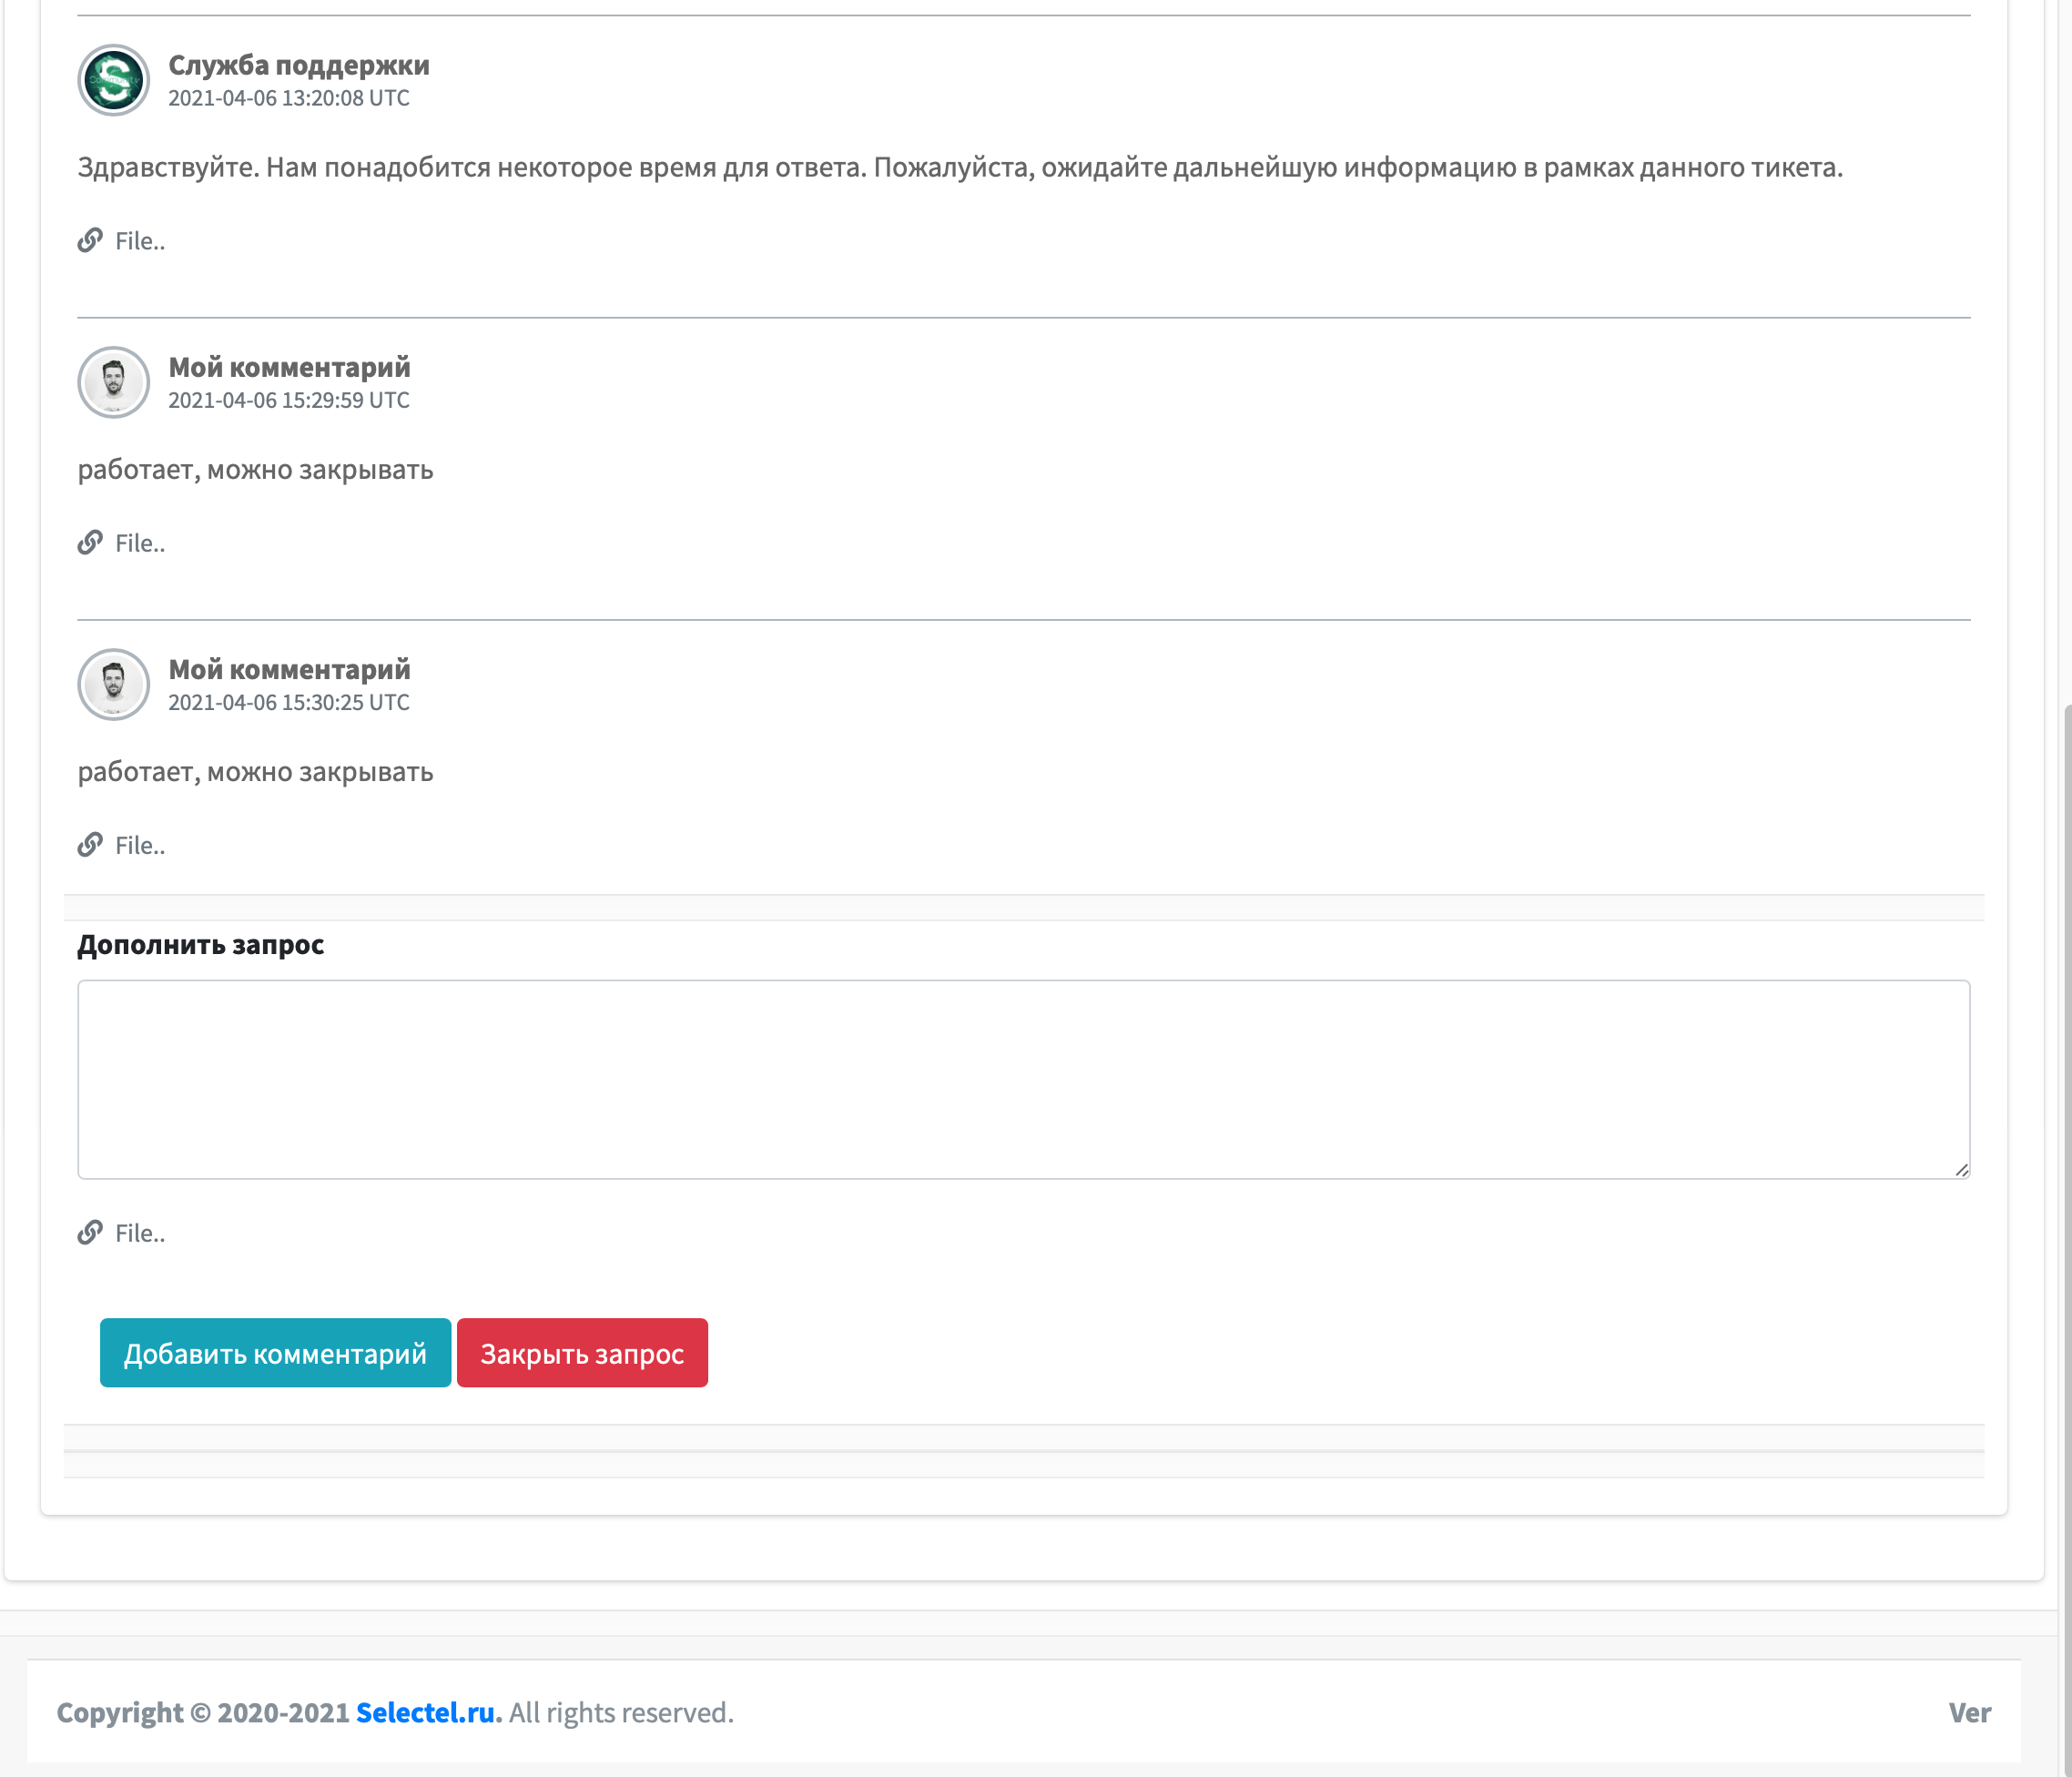 Служба поддержки
2021-04-06 13:20:08 UTC
Здравствуйте. Нам понадобится некоторое время для ответа. Пожалуйста, ожидайте дальнейшую информацию в рамках данного тикета.
File..
Мой комментарий
2021-04-06 15:29:59 UTC
работает, можно закрывать
File..
Мой комментарий
2021-04-06 15:30:25 UTC
работает, можно закрывать
File..
Дополнить запрос
File..
Добавить комментарий Закрыть запрос
Copyright © 2020-2021 Selectel.ru. All rights reserved. Ver